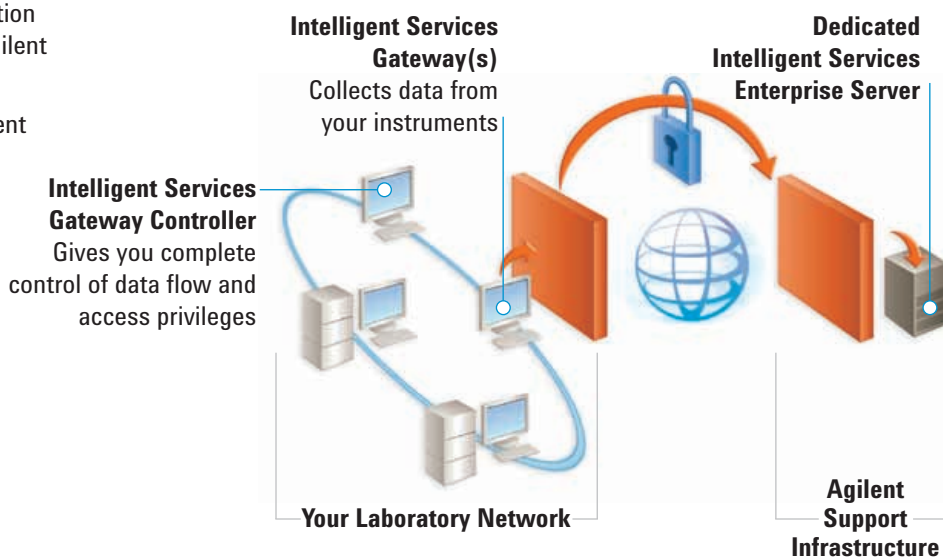 Intelligent Services
Gateway(s)
Collects data from
your instruments
Dedicated
Intelligent Services
Enterprise Server
Intelligent Services
Gateway Controller
Gives you complete
control of data flow and
access privileges
Your Laboratory Network
Agilent
Support
Infrastructure